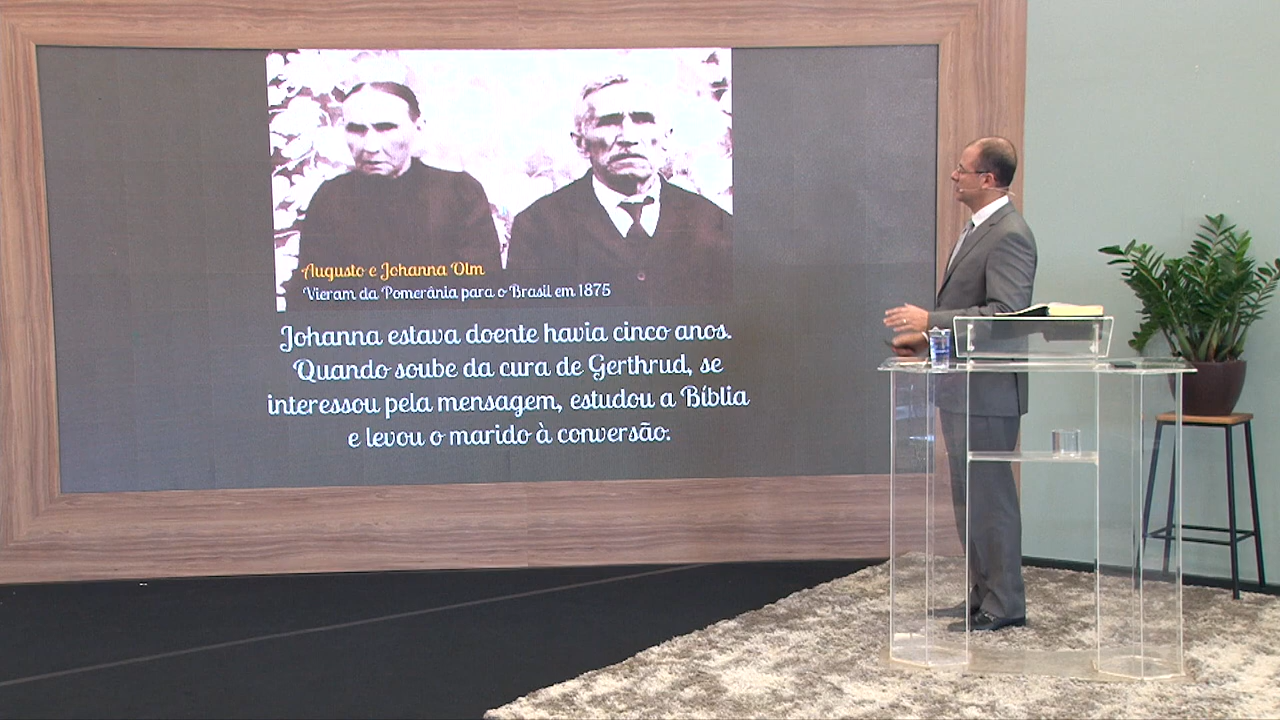 Augusto e Johanna Olm
Vieram da Pomerânia para o Brasil em 1875
Johanna estava doente havia cinco anos.
Quando soube da cura de Gerthrud, se
interessou pela mensagem, estudou a Bíblia
e levou o marido à conversão.